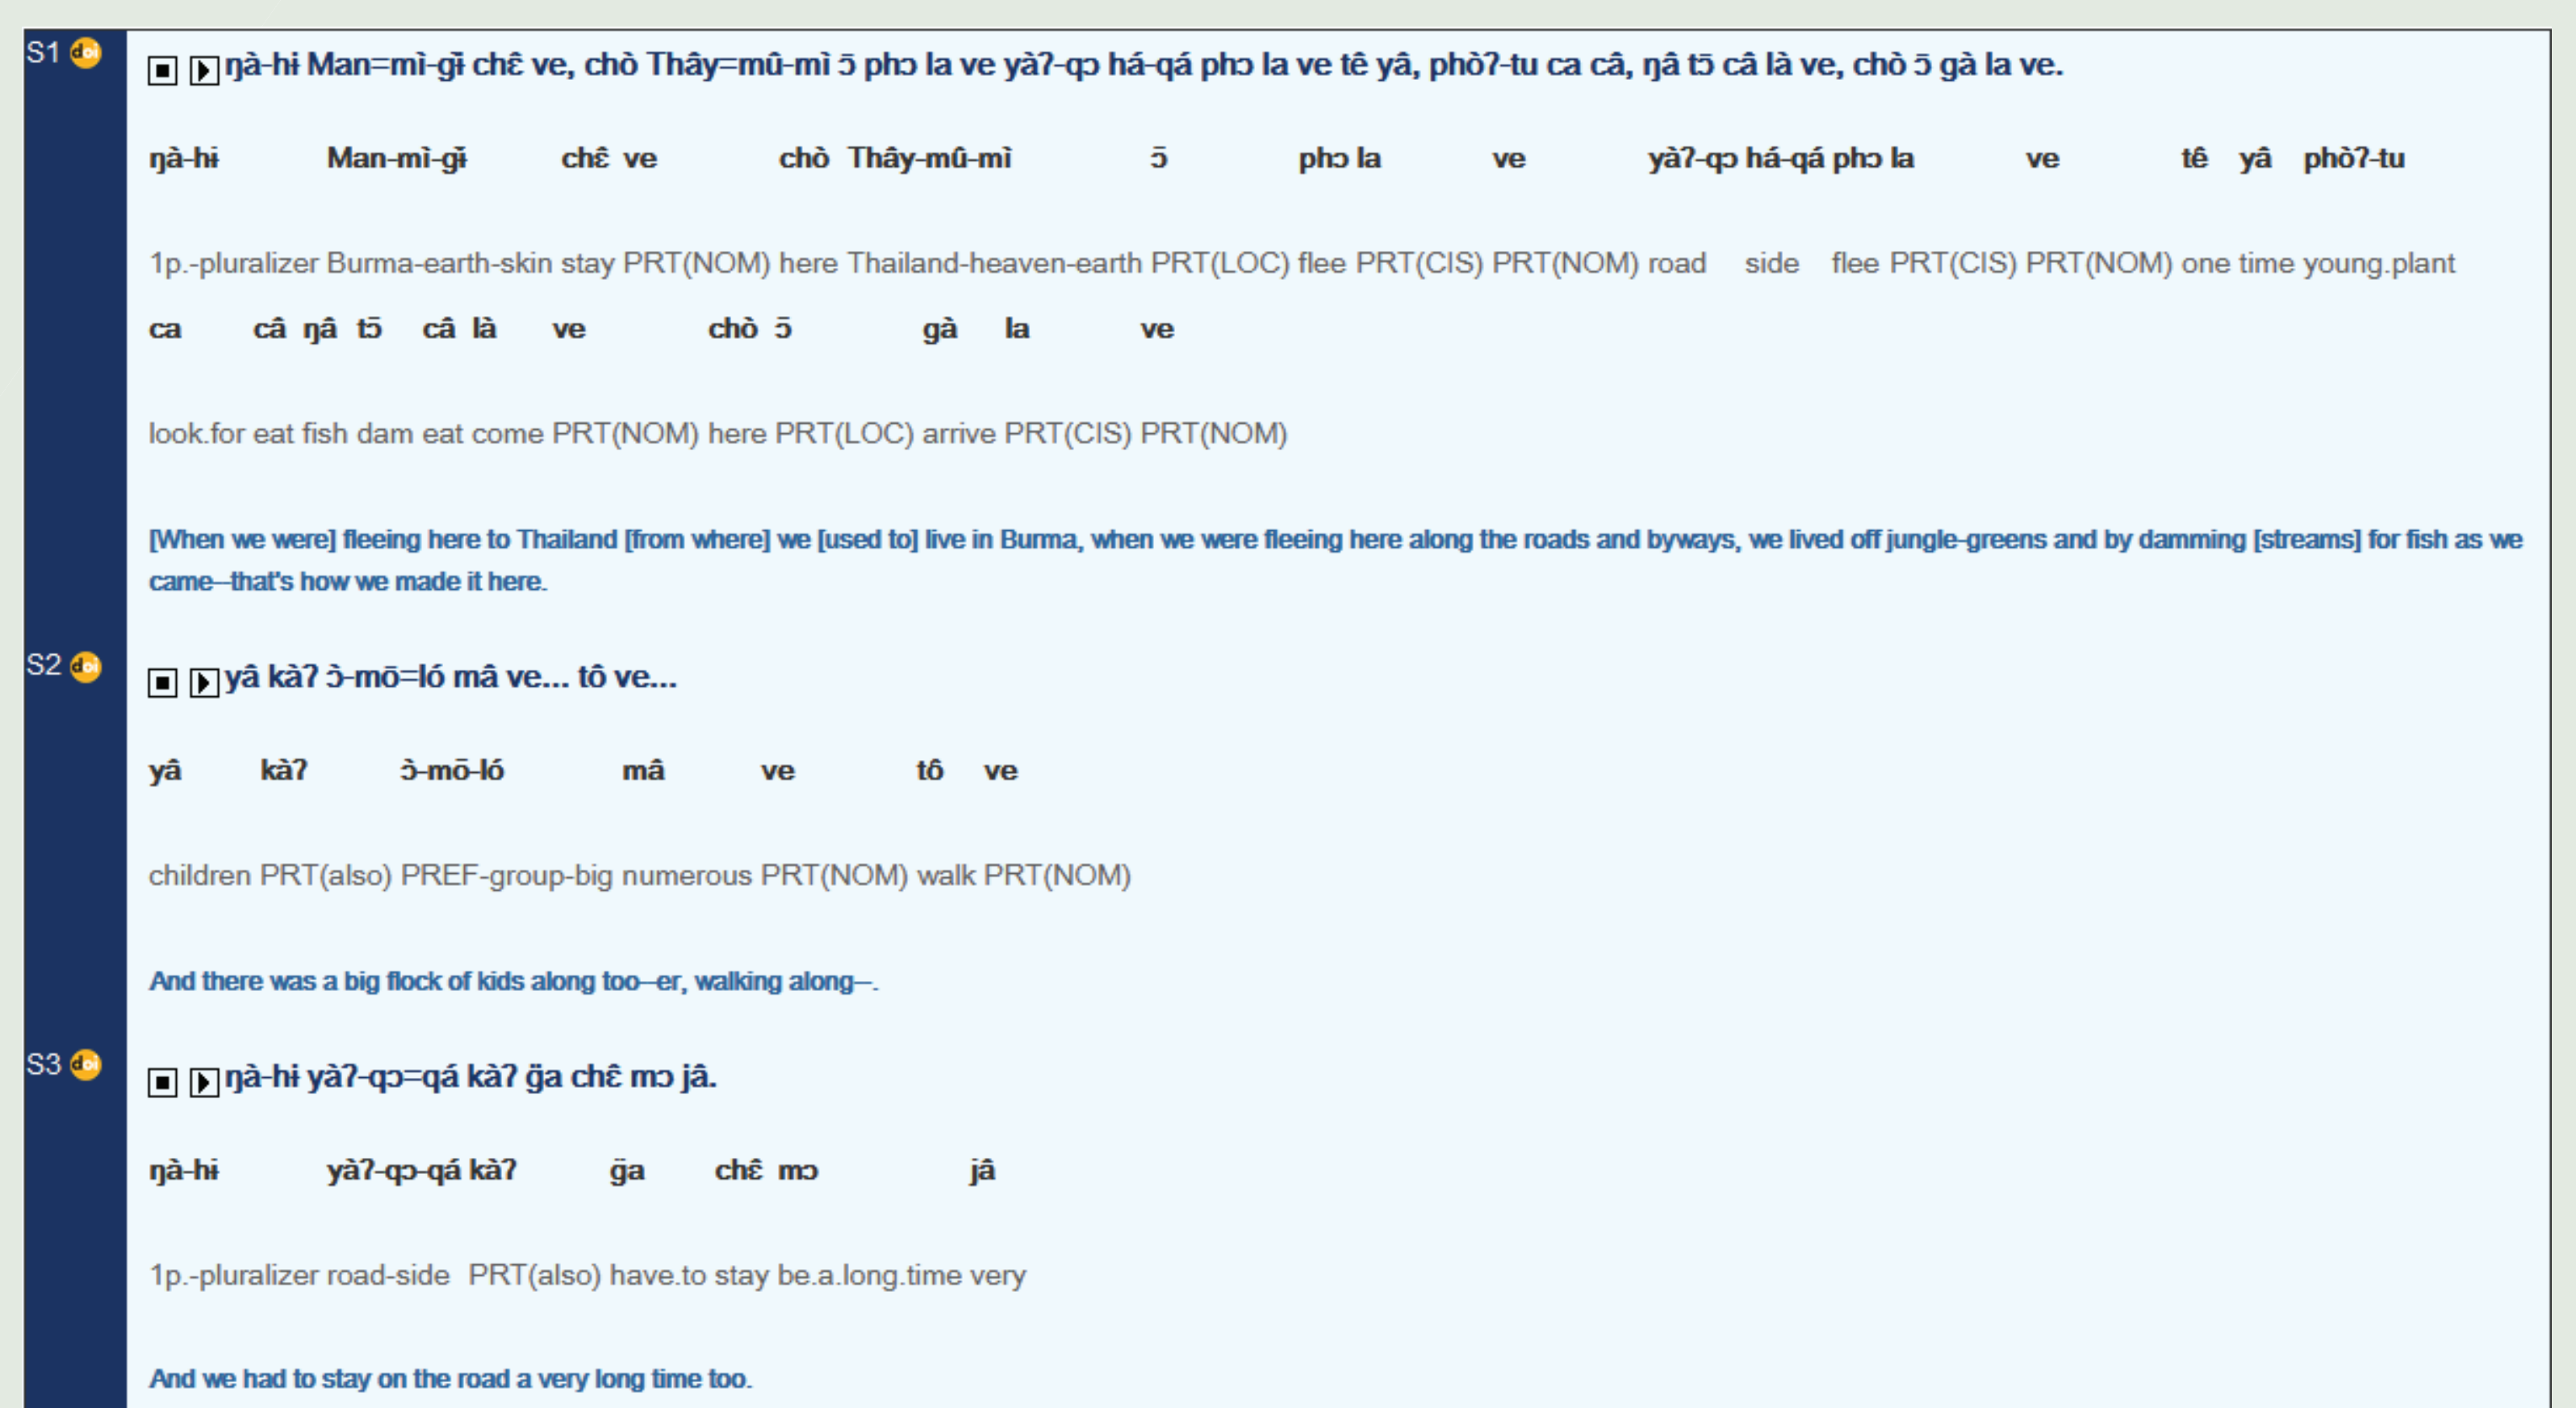 S1 doi
ŋà-hɨ Man=mì-gɨ̈ chɛ̂ ve, chò Thây=mû-mì ɔ̄ phɔ la ve yàʔ-qɔ há-qá phɔ la ve tê yâ, phòʔ-tu ca câ, ŋâ tɔ̄ câ là ve, chò ɔ̄ gà la ve.
ŋà-hɨ Man-mì-gɨ̈ chɛ̂ ve chò Thây-mû-mì ɔ̄ phɔ la ve yàʔ-qɔ há-qá phɔ la ve tê yâ phòʔ-tu
1p.-pluralizer Burma-earth-skin stay PRT(NOM) here Thailand-heaven-earth PRT(LOC) flee PRT(CIS) PRT(NOM) road side flee PRT(CIS) PRT(NOM) one time young.plant
ca câ ŋâ tɔ̄ câ là ve chò ɔ̄ gà la ve
look.for eat fish dam eat come PRT(NOM) here PRT(LOC) arrive PRT(CIS) PRT(NOM)
[When we were] fleeing here to Thailand [from where] we [used to] live in Burma, when we were fleeing here along the roads and byways, we lived off jungle-greens and by damming [streams] for fish as we
came—that's how we made it here.
S2 doi
yâ kàʔ ɔ̀-mō=ló mâ ve... tô ve...
yâ kàʔ ɔ̀-mō-ló mâ ve tô ve
children PRT(also) PREF-group-big numerous PRT(NOM) walk PRT(NOM)
And there was a big flock of kids along too—er, walking along—.
S3 doi
ŋà-hɨ yàʔ-qɔ=qá kàʔ g̈a chɛ̂ mɔ jâ.
ŋà-hɨ yàʔ-qɔ-qá kàʔ g̈a chɛ̂ mɔ jâ
1p.-pluralizer road-side PRT(also) have.to stay be.a.long.time very
And we had to stay on the road a very long time too.